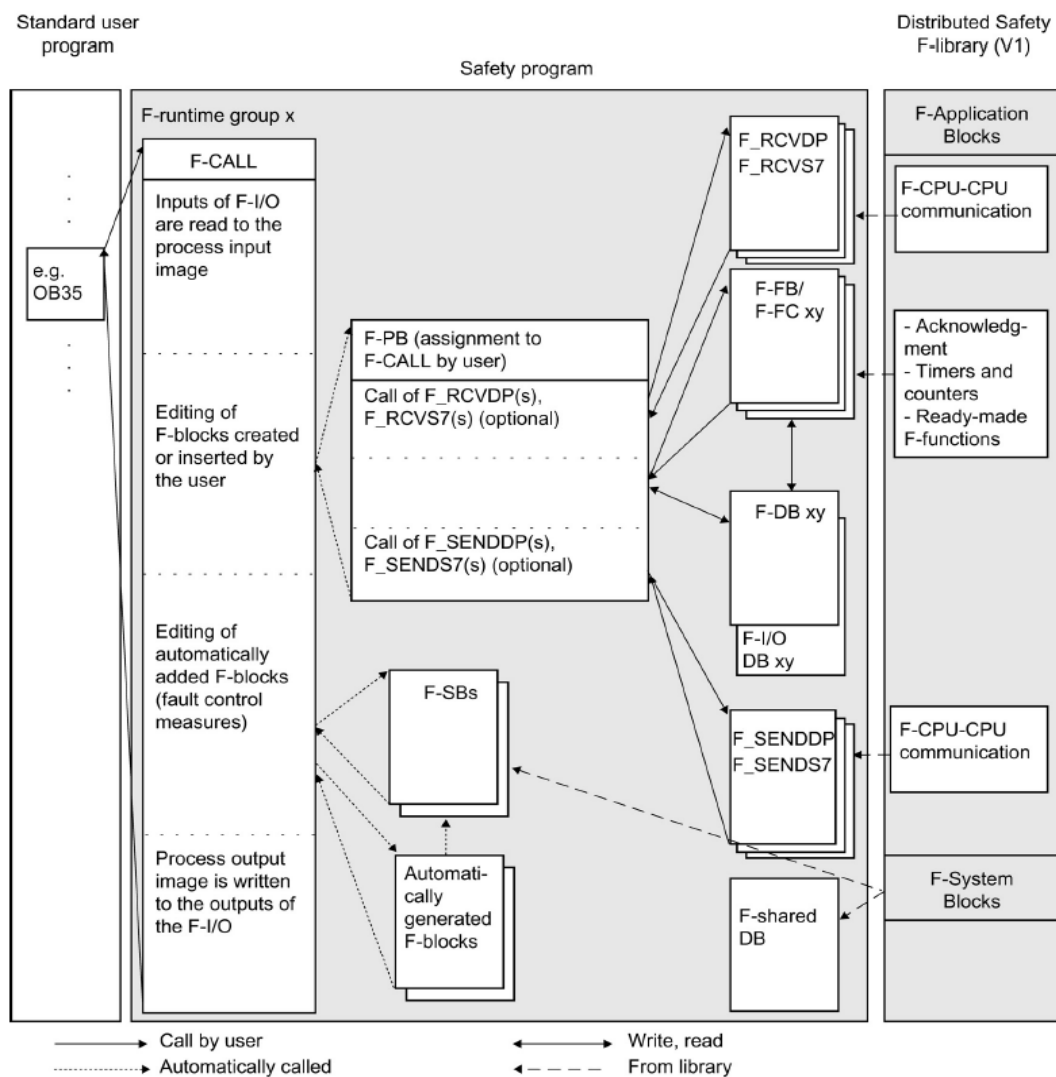 Standard user
program
Safety program
Distributed Safety
F-library (V1)
F-runtime group x
F-CALL
Inputs of F-I/O
are read to the
process input
image
Editing of
F-blocks created
or inserted by
the user
Editing of
automatically
added F-blocks
(fault control
measures)
Process output
image is written
to the outputs of
the F-I/O
e.g.
OB35
F-PB (assignment to
F-CALL by user)
Call of F_RCVDP(s),
F_RCVS7(s) (optional)
Call of F_SENDDP(s),
F_SENDS7(s) (optional)
F-SBs
Automati-
cally
generated
F-blocks
F_RCVDP
F_RCVS7
F-FB/
F-FC xy
F-DB xy
F-I/O
DB xy
F_SENDDP
F_SENDS7
F-shared
DB
F-Application
Blocks
F-CPU-CPU
communication
- Acknowledg-
ment
- Timers and
counters
- Ready-made
F-functions
F-CPU-CPU
communication
F-System
Blocks
Call by user
Write, read
Automatically called
From library